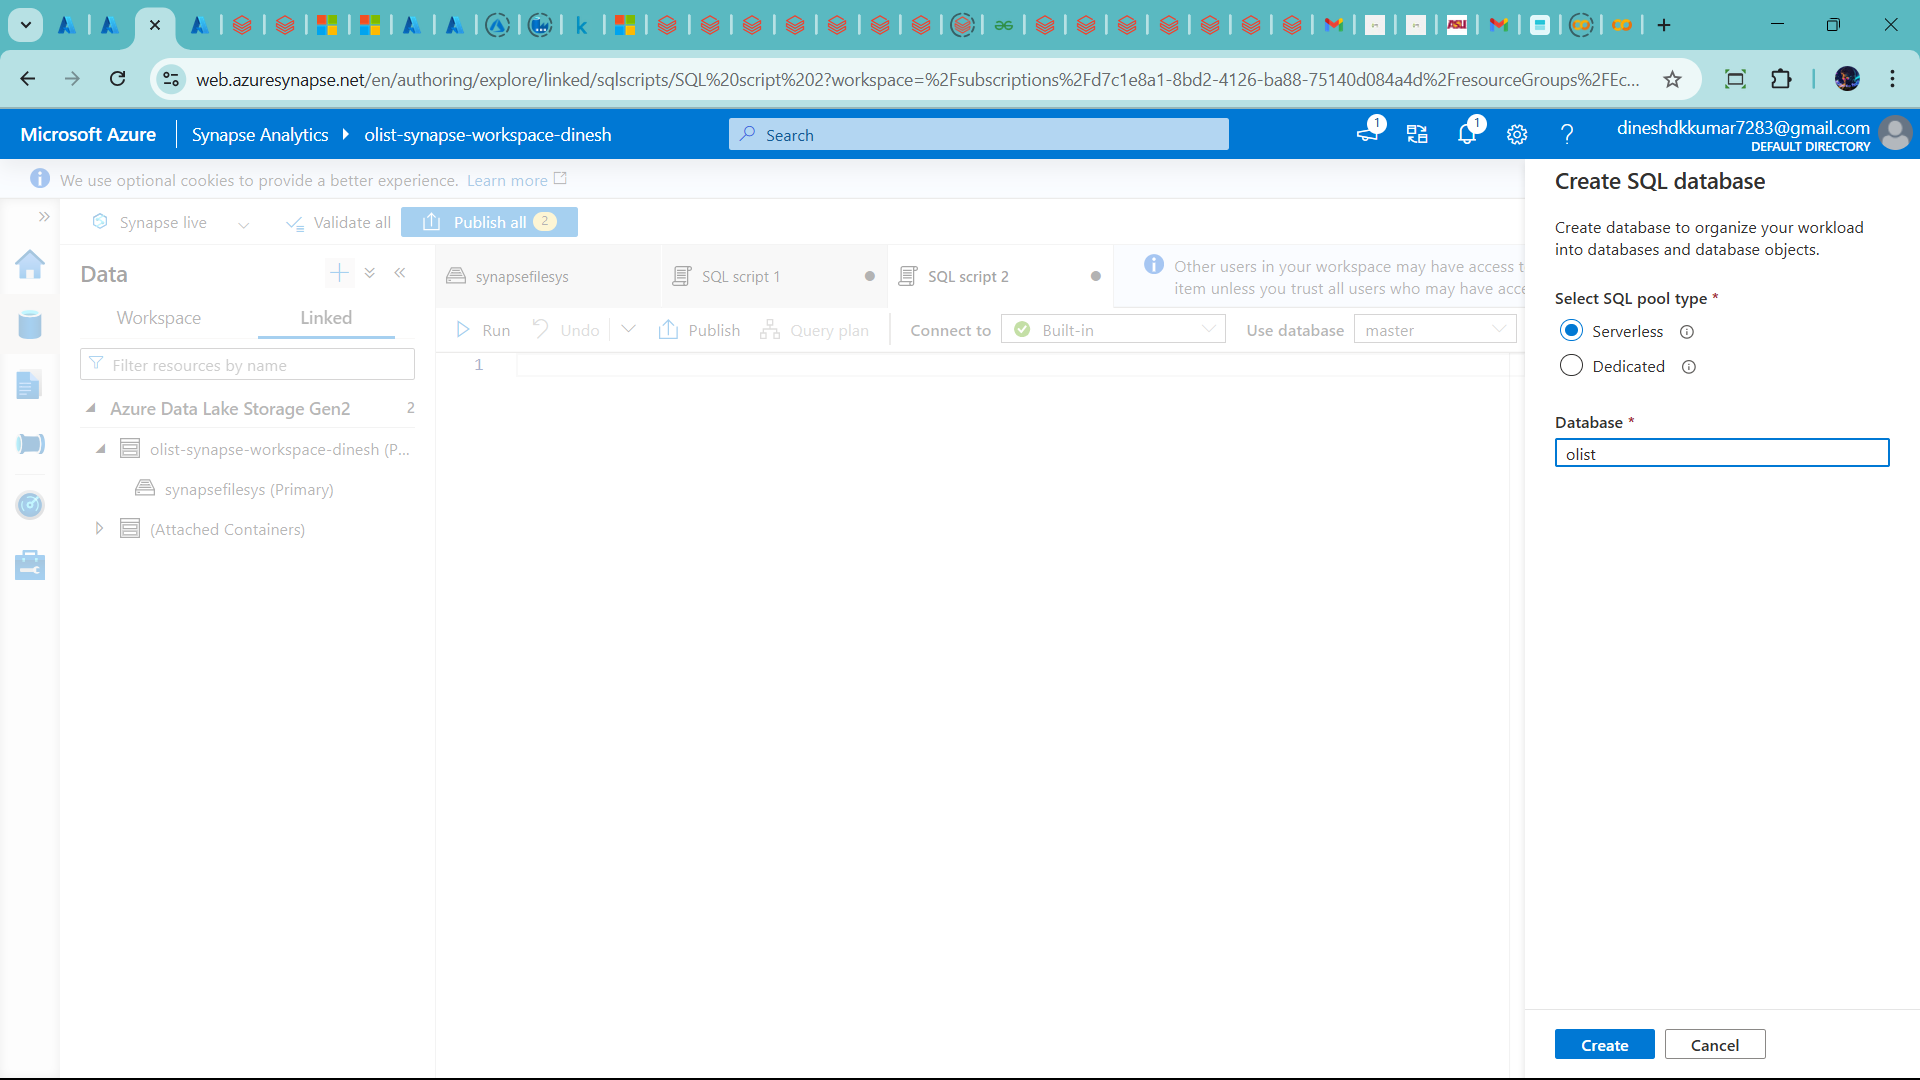 web.azuresynapse.net/en/authoring/explore/linked/sqlscripts/SQL%20script%202?workspace=%2Fsubscriptions%2Fd7c1e8a1-8bd2-4126-ba88-75140d084a4d%2FresourceGroups%2FEc...
Microsoft Azure
Synapse Analytics
olist-synapse-workspace-dinesh
Search
1
1
dineshdkkumar7283@gmail.com
DEFAULT DIRECTORY
We use optional cookies to provide a better experience. Learn more
Synapse live
Validate all
Publish all 2
Data
Workspace
Linked
Filter resources by name
Azure Data Lake Storage Gen2 2
olist-synapse-workspace-dinesh (P...
synapsefilesys (Primary)
(Attached Containers)
synapsefilesys
SQL script 1
SQL script 2
Other users in your workspace may have access t
item unless you trust all users who may have acce
Run
Undo
Publish
Query plan
Connect to
Built-in
Use database
master
1
Create SQL database
Create database to organize your workload
into databases and database objects.
Select SQL pool type *
Serverless
Dedicated
Database *
olist
Create
Cancel